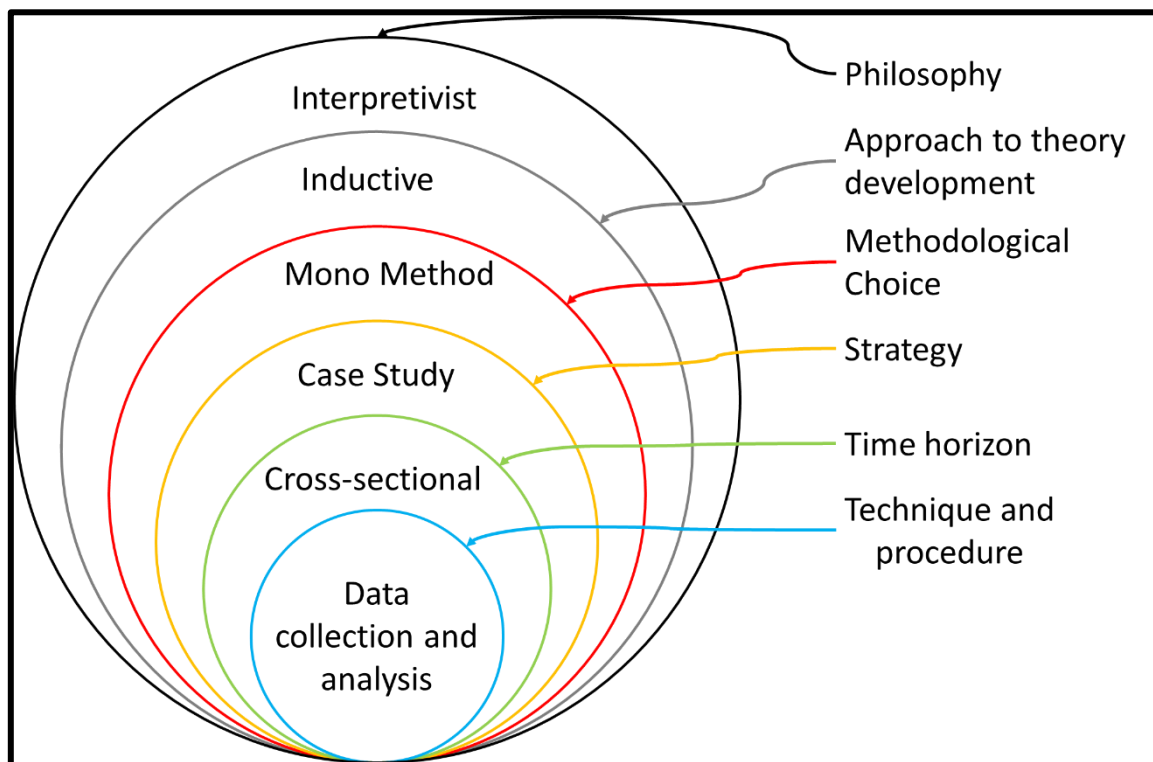 Interpretivist
Inductive
Mono Method
Case Study
Cross-sectional
Data
collection and
analysis
Philosophy
Approach to theory
development
Methodological
Choice
Strategy
Time horizon
Technique and
procedure